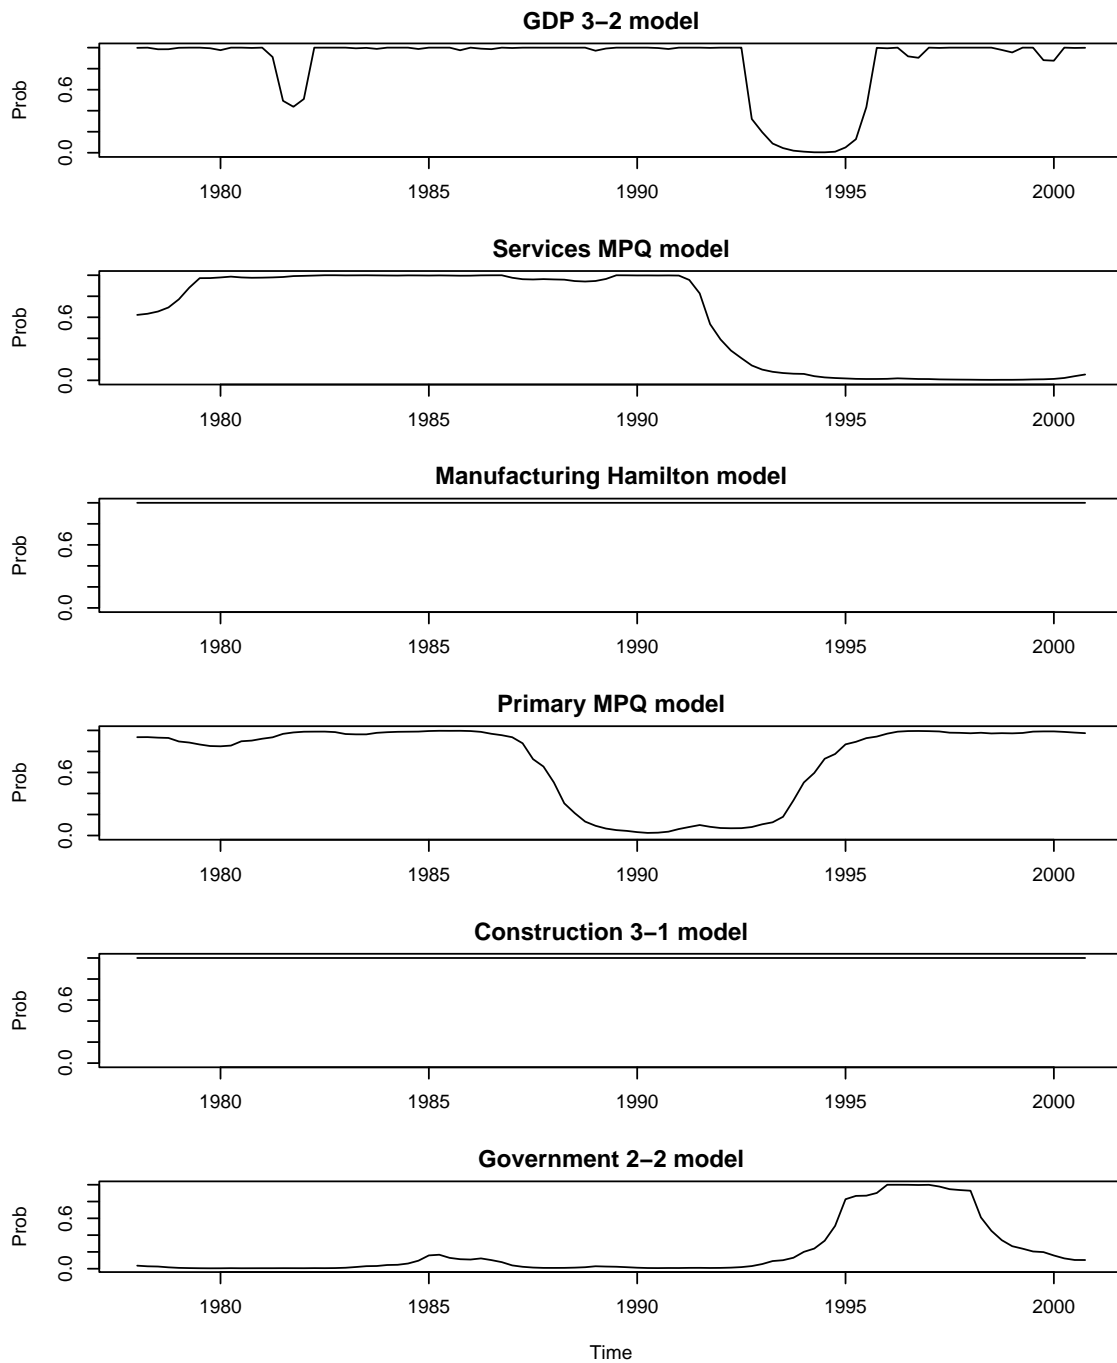 GDP 3−2 model
Prob
0.6
0.0
1980 1985 1990 1995 2000
Services MPQ model
Prob
0.6
0.0
1980 1985 1990 1995 2000
Manufacturing Hamilton model
Prob
0.6
0.0
1980 1985 1990 1995 2000
Primary MPQ model
Prob
0.6
0.0
1980 1985 1990 1995 2000
Construction 3−1 model
Prob
0.6
0.0
1980 1985 1990 1995 2000
Government 2−2 model
Prob
0.6
0.0
1980 1985 1990 1995 2000
Time